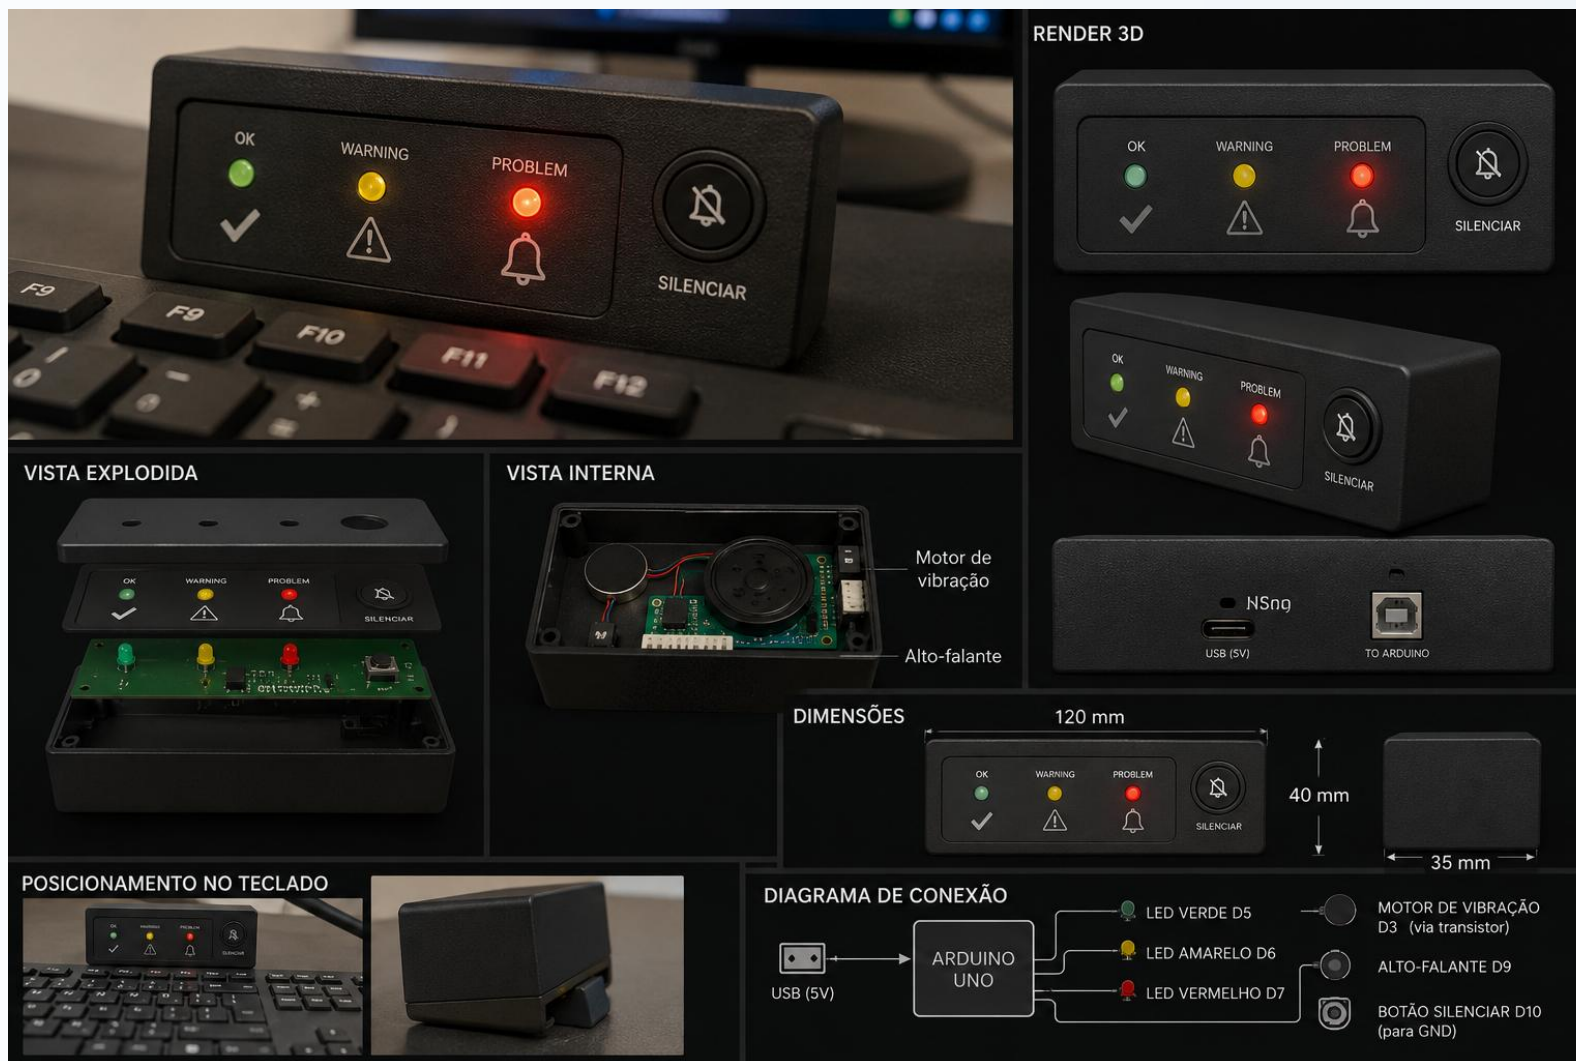 OK
WARNING
PROBLEM
SILENCIAR
F9
F9
F10
F11
F12
RENDER 3D
OK
WARNING
PROBLEM
SILENCIAR
OK
WARNING
PROBLEM
SILENCIAR
USB (5V)
TO ARDUINO
VISTA EXPLODIDA
OK
WARNING
PROBLEM
SILENCIAR
VISTA INTERNA
Motor de
vibração
Alto-falante
DIMENSÕES
120 mm
OK
WARNING
PROBLEM
SILENCIAR
40 mm
35 mm
POSICIONAMENTO NO TECLADO
OK
WARNING
PROBLEM
SILENCIAR
DIAGRAMA DE CONEXÃO
USB (5V)
ARDUINO
UNO
LED VERDE D5
LED AMARELO D6
LED VERMELHO D7
MOTOR DE VIBRAÇÃO
D3 (via transistor)
ALTO-FALANTE D9
BOTÃO SILENCIAR D10
(para GND)